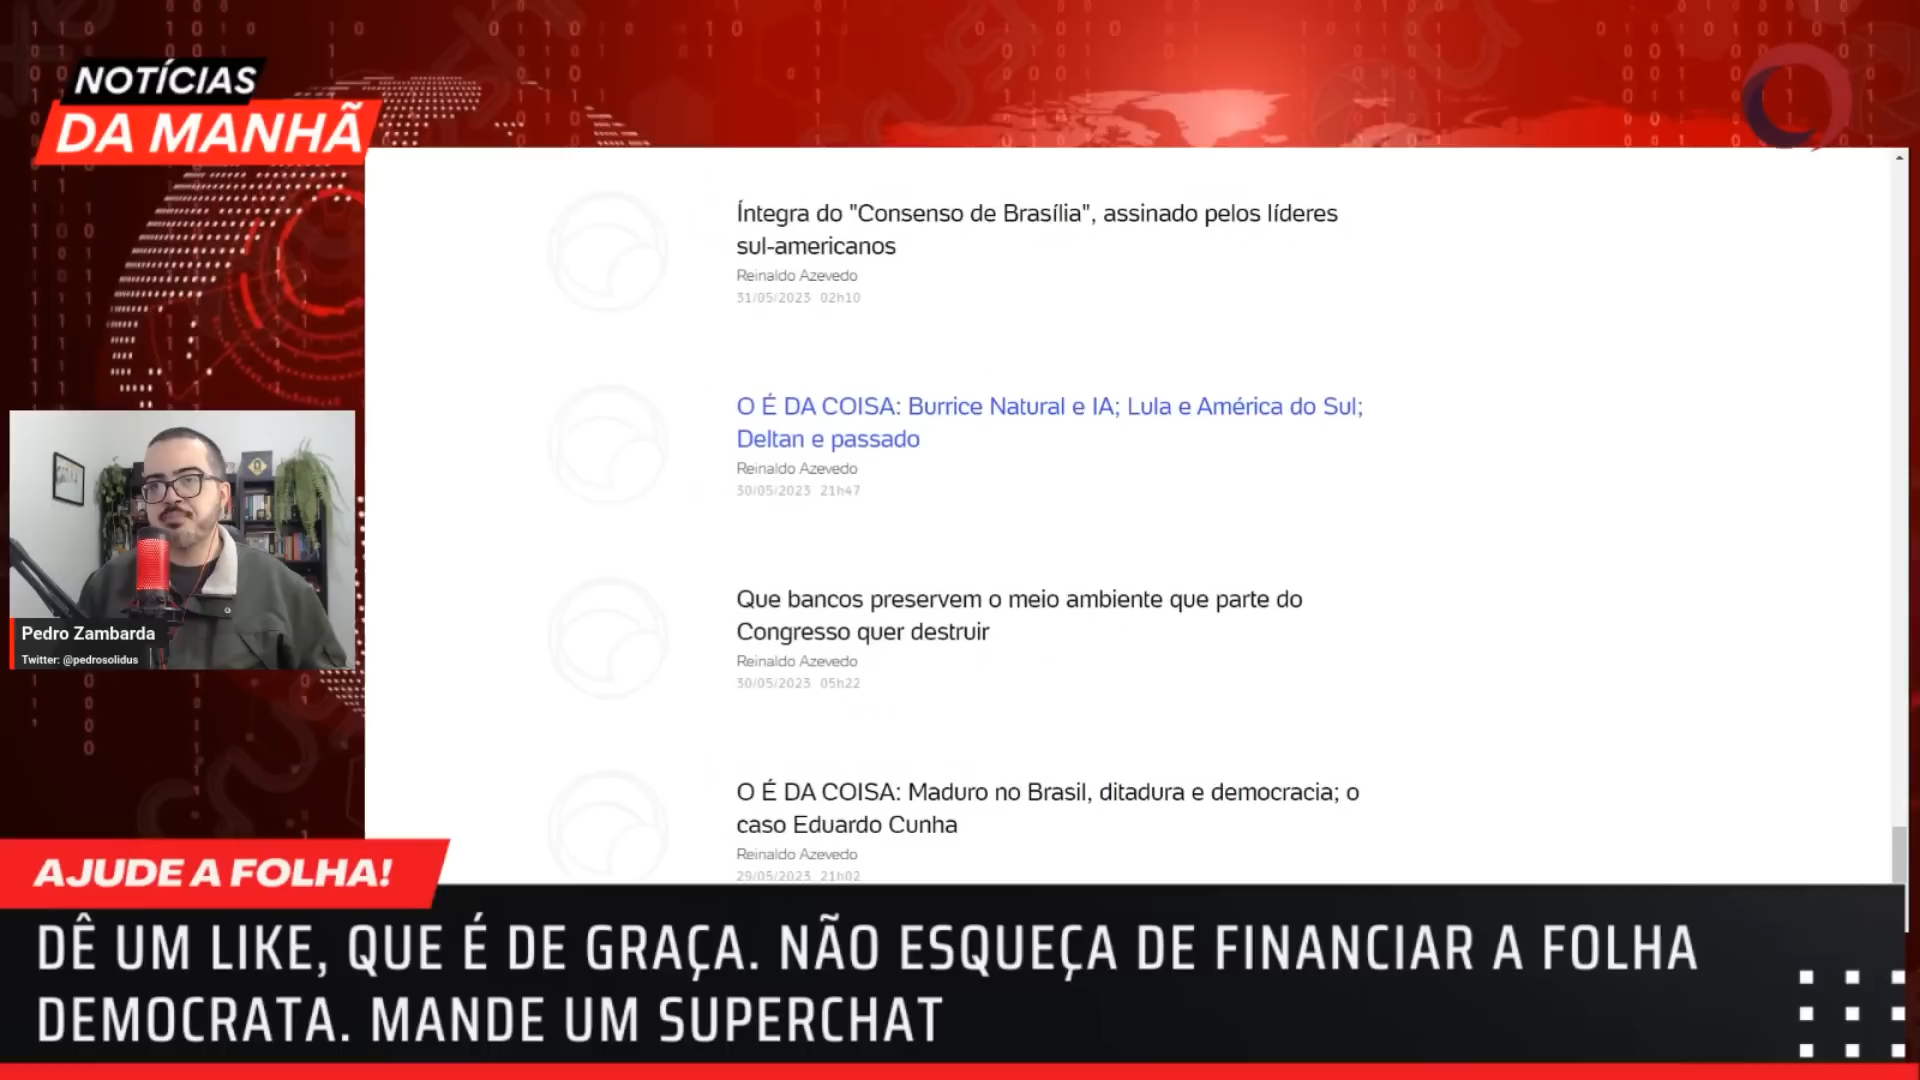 NOTÍCIAS
DA MANHÃ
Íntegra do "Consenso de Brasília", assinado pelos líderes
sul-americanos
Reinaldo Azevedo
31/05/2023 02h10
O É DA COISA: Burrice Natural e IA; Lula e América do Sul;
Deltan e passado
Reinaldo Azevedo
30/05/2023 21h47
Que bancos preservem o meio ambiente que parte do
Congresso quer destruir
Reinaldo Azevedo
30/05/2023 05h22
O É DA COISA: Maduro no Brasil, ditadura e democracia; o
caso Eduardo Cunha
Reinaldo Azevedo
29/05/2023 21h02
Pedro Zambarda
Twitter: @pedrosolidus
AJUDE A FOLHA!
DÊ UM LIKE, QUE É DE GRAÇA. NÃO ESQUEÇA DE FINANCIAR A FOLHA
DEMOCRATA. MANDE UM SUPERCHAT